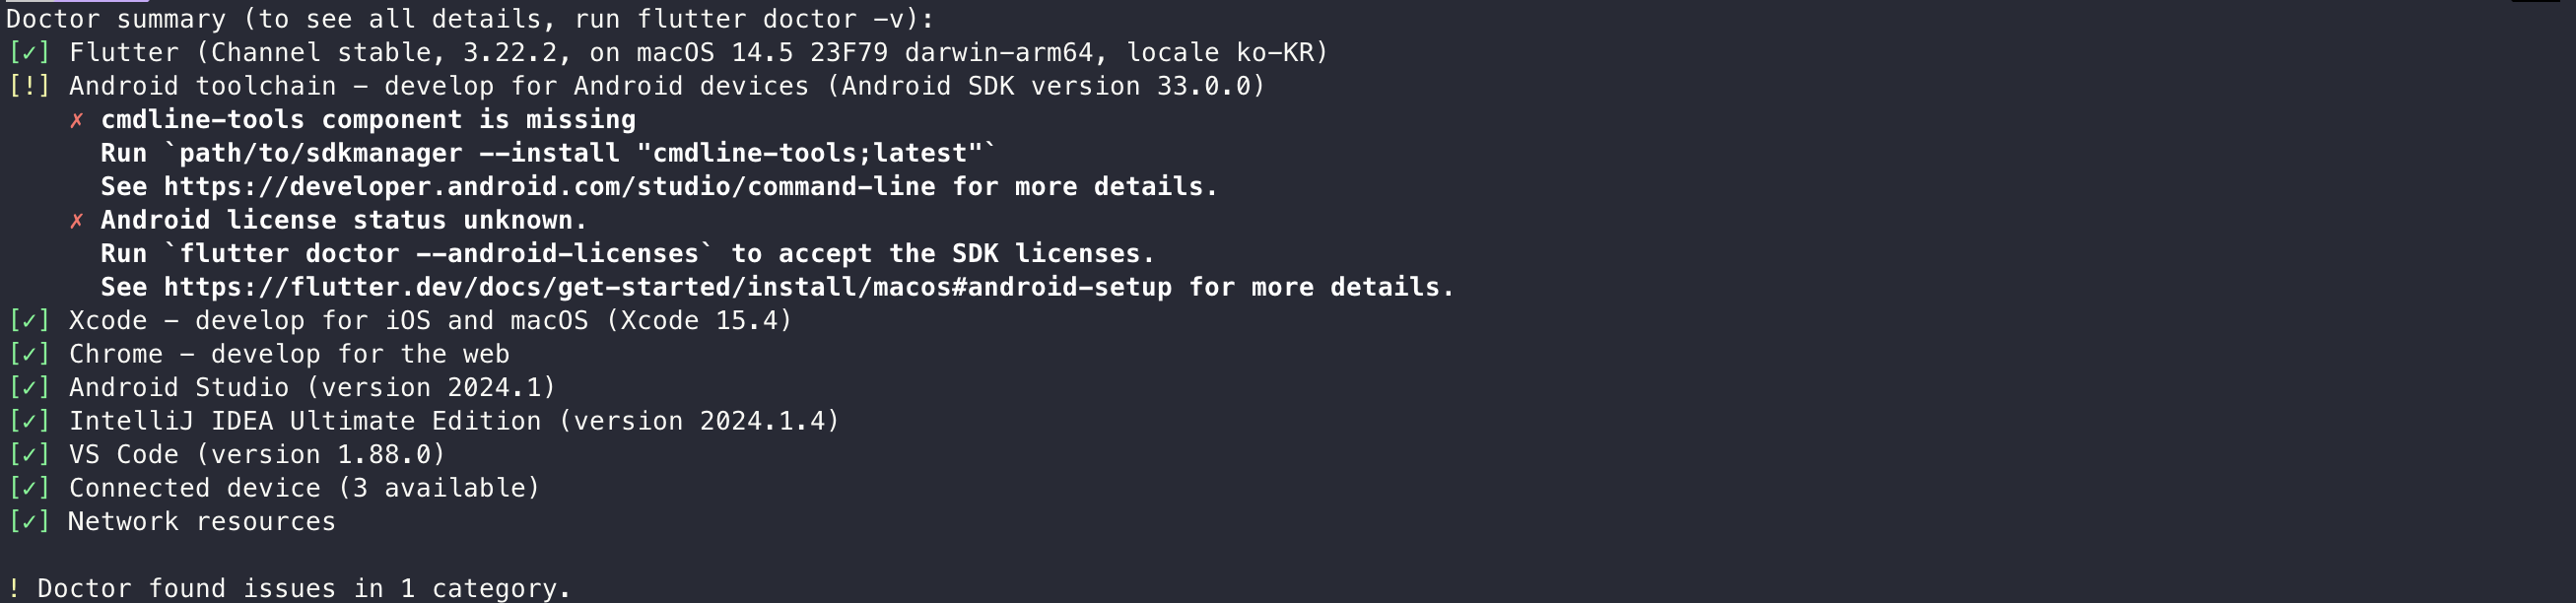 Doctor summary (to see all details, run flutter doctor -v):
[✓] Flutter (Channel stable, 3.22.2, on macOS 14.5 23F79 darwin-arm64, locale ko-KR)
[!] Android toolchain - develop for Android devices (Android SDK version 33.0.0)
    ✗ cmdline-tools component is missing
      Run `path/to/sdkmanager --install "cmdline-tools;latest"`
      See https://developer.android.com/studio/command-line for more details.
    ✗ Android license status unknown.
      Run `flutter doctor --android-licenses` to accept the SDK licenses.
      See https://flutter.dev/docs/get-started/install/macos#android-setup for more details.
[✓] Xcode - develop for iOS and macOS (Xcode 15.4)
[✓] Chrome - develop for the web
[✓] Android Studio (version 2024.1)
[✓] IntelliJ IDEA Ultimate Edition (version 2024.1.4)
[✓] VS Code (version 1.88.0)
[✓] Connected device (3 available)
[✓] Network resources
! Doctor found issues in 1 category.